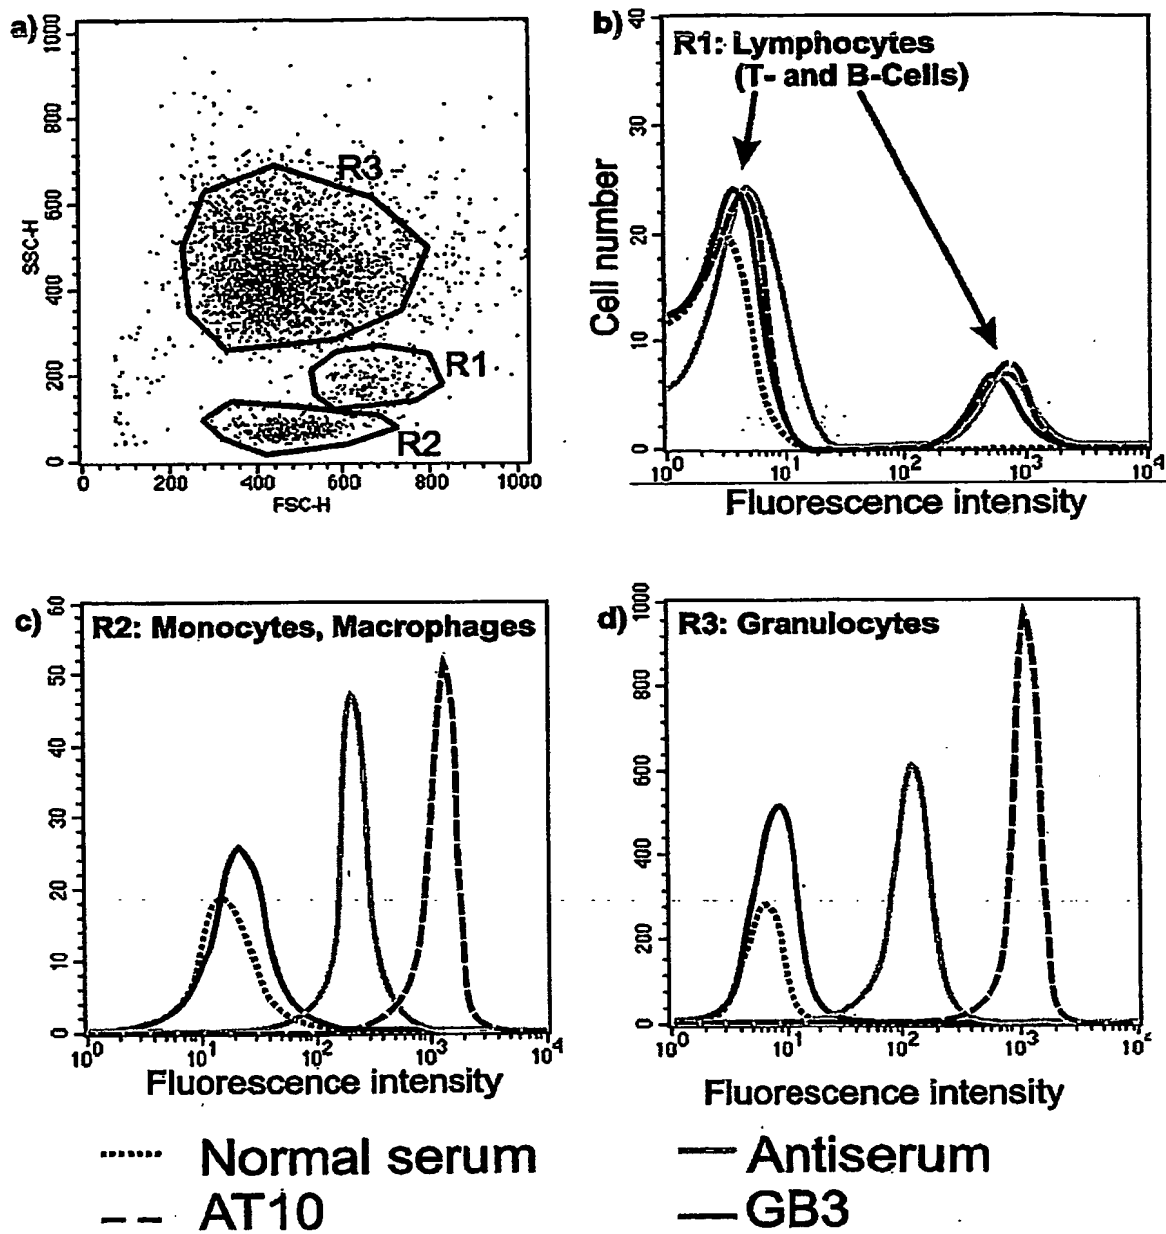 a)
1000
800
600
400
200
0
SSC-H
R3
R1
R2
0 200 400 600 800 1000
FSC-H
b)
40
30
20
10
0
Cell number
R1: Lymphocytes
(T- and B-Cells)
10^0 10^1 10^2 10^3 10^4
Fluorescence intensity
c)
60
50
40
30
20
10
0
R2: Monocytes, Macrophages
10^0 10^1 10^2 10^3 10^4
Fluorescence intensity
d)
1000
800
600
400
200
0
R3: Granulocytes
10^0 10^1 10^2 10^3
Fluorescence intensity
Normal serum
AT10
Antiserum
GB3